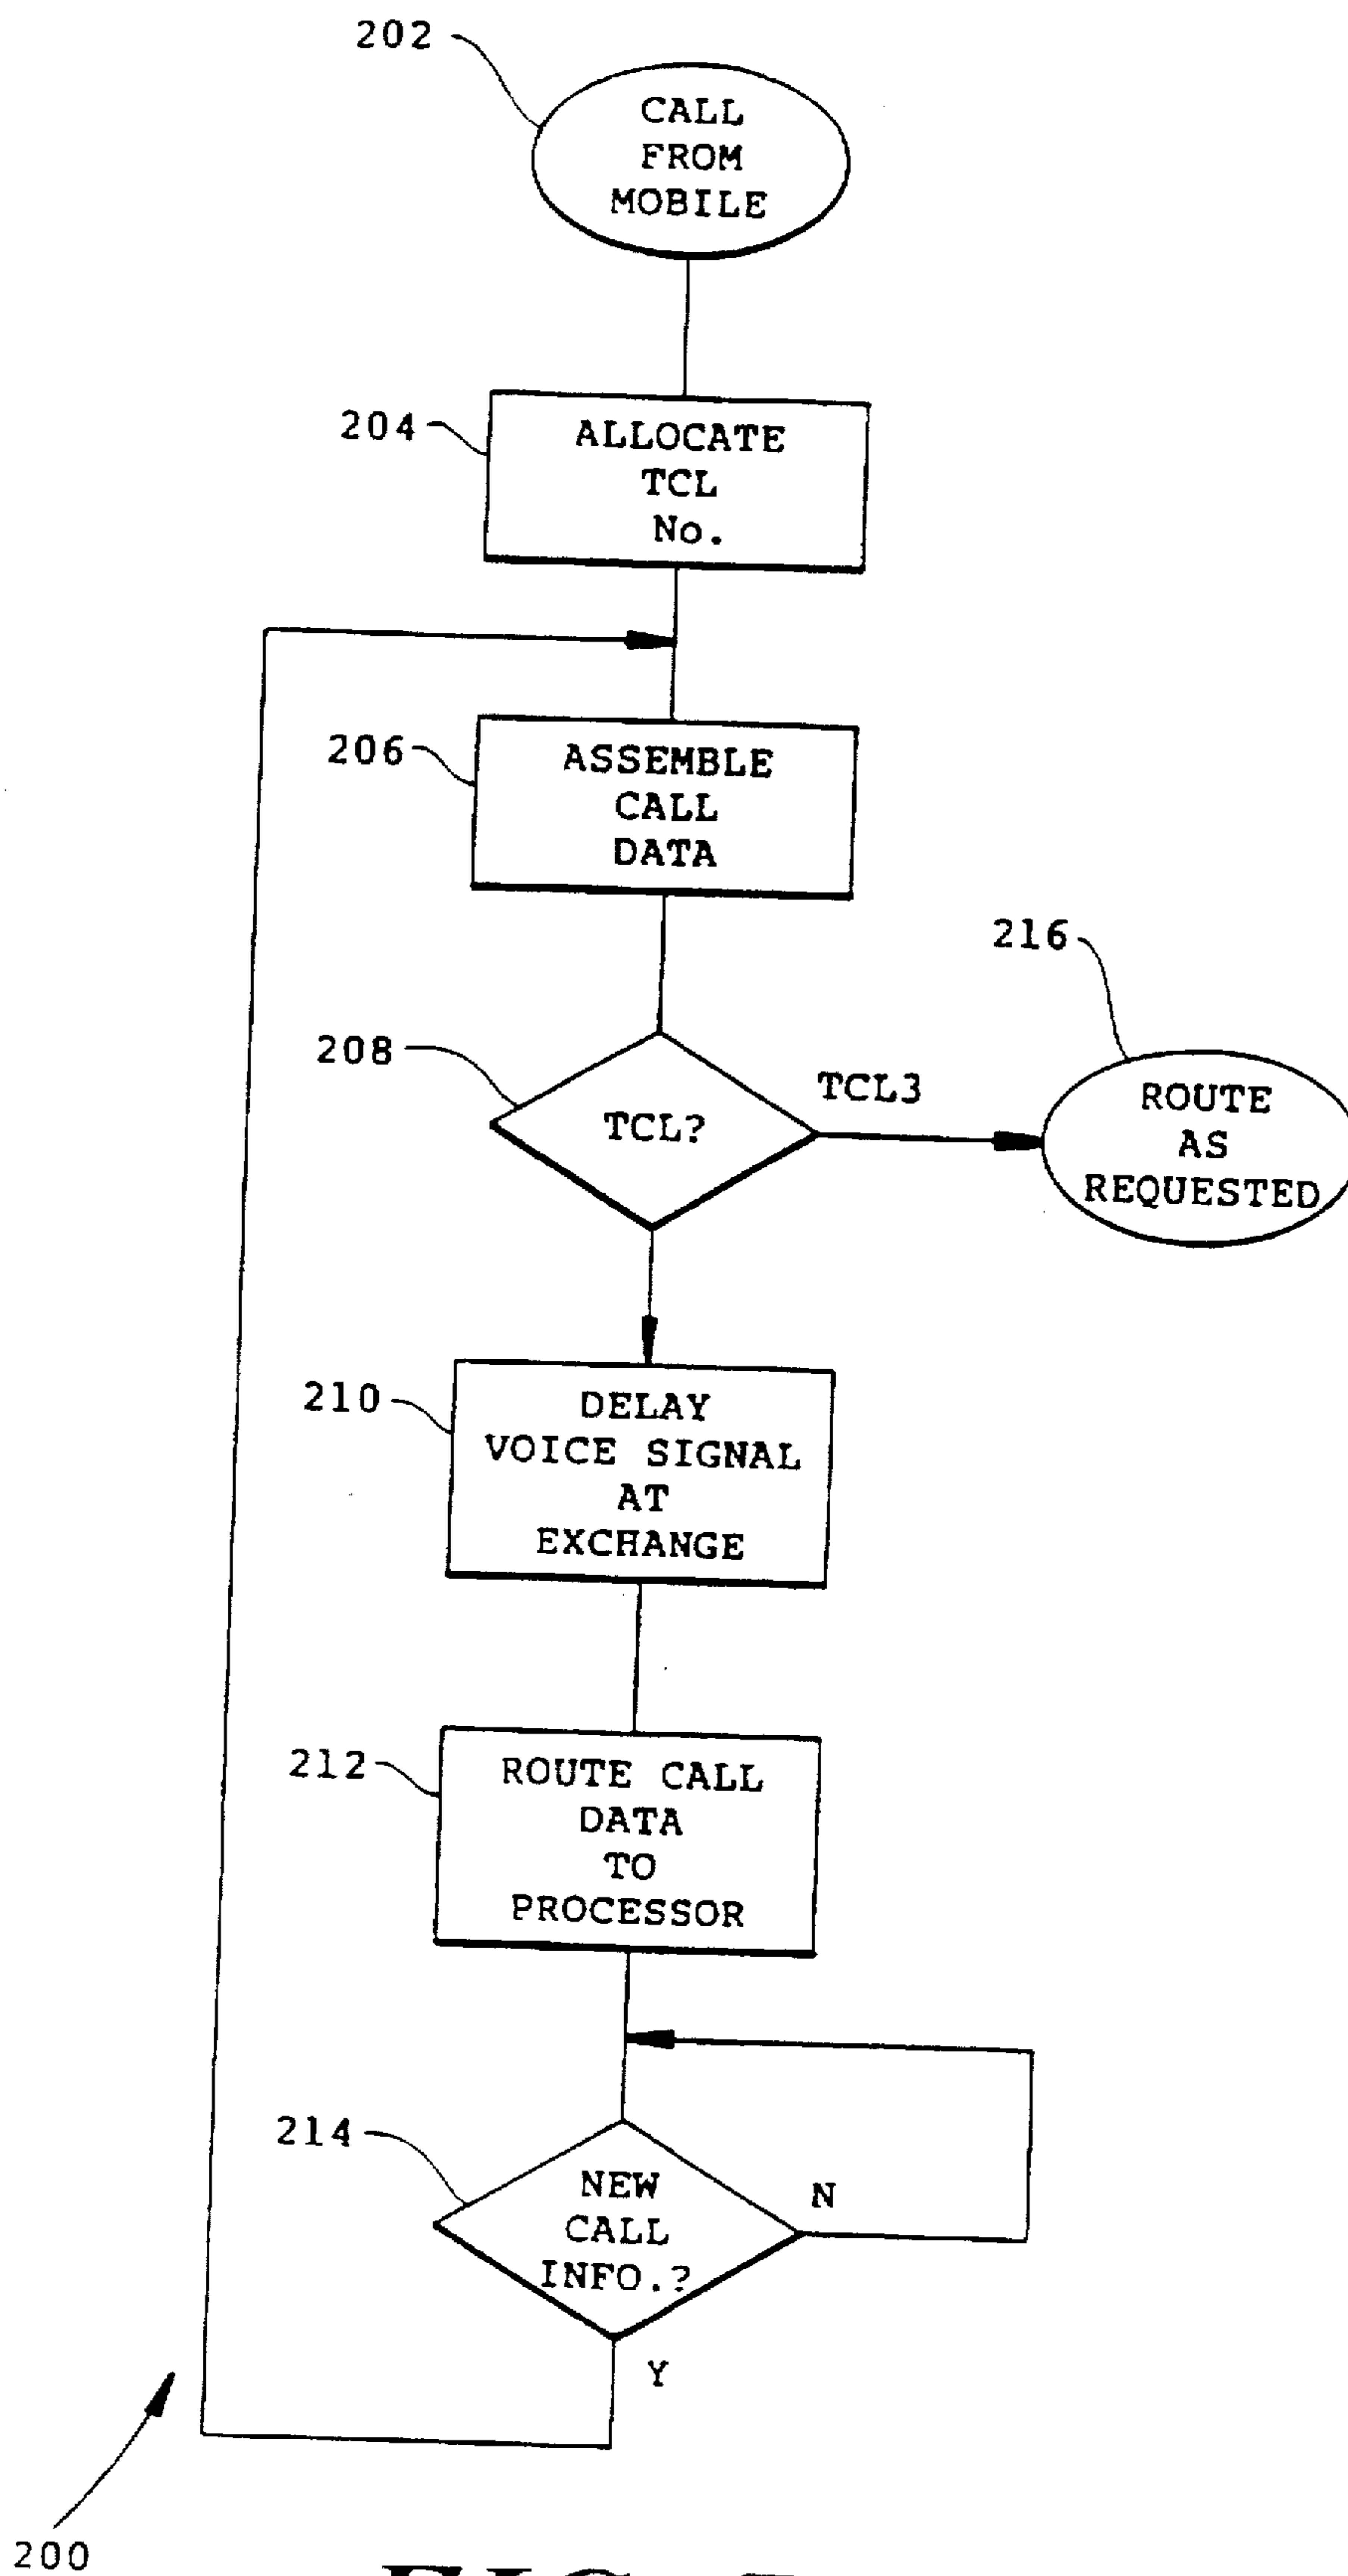 202
CALL
FROM
MOBILE
204
ALLOCATE
TCL
No.
206
ASSEMBLE
CALL
DATA
216
208
TCL?
TCL3
ROUTE
AS
REQUESTED
210
DELAY
VOICE SIGNAL
AT
EXCHANGE
212
ROUTE CALL
DATA
TO
PROCESSOR
214
NEW
CALL
INFO.?
N
Y
200
FIG.